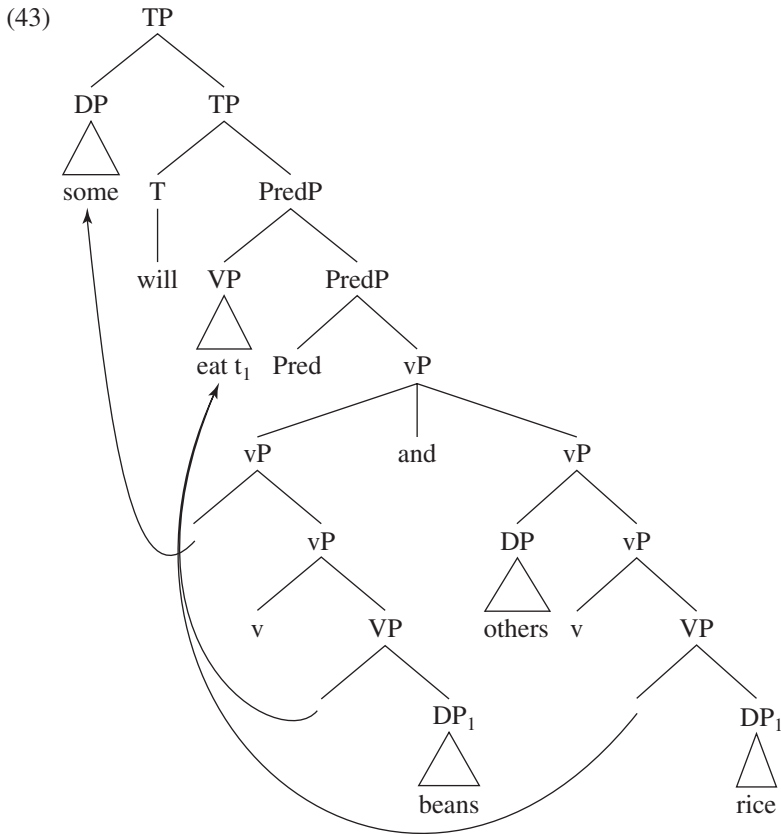 (43) TP
DP TP
some T PredP
will VP PredP
eat t₁ Pred vP
vP and vP
vP DP vP
v VP others v VP
DP₁ DP₁
beans rice